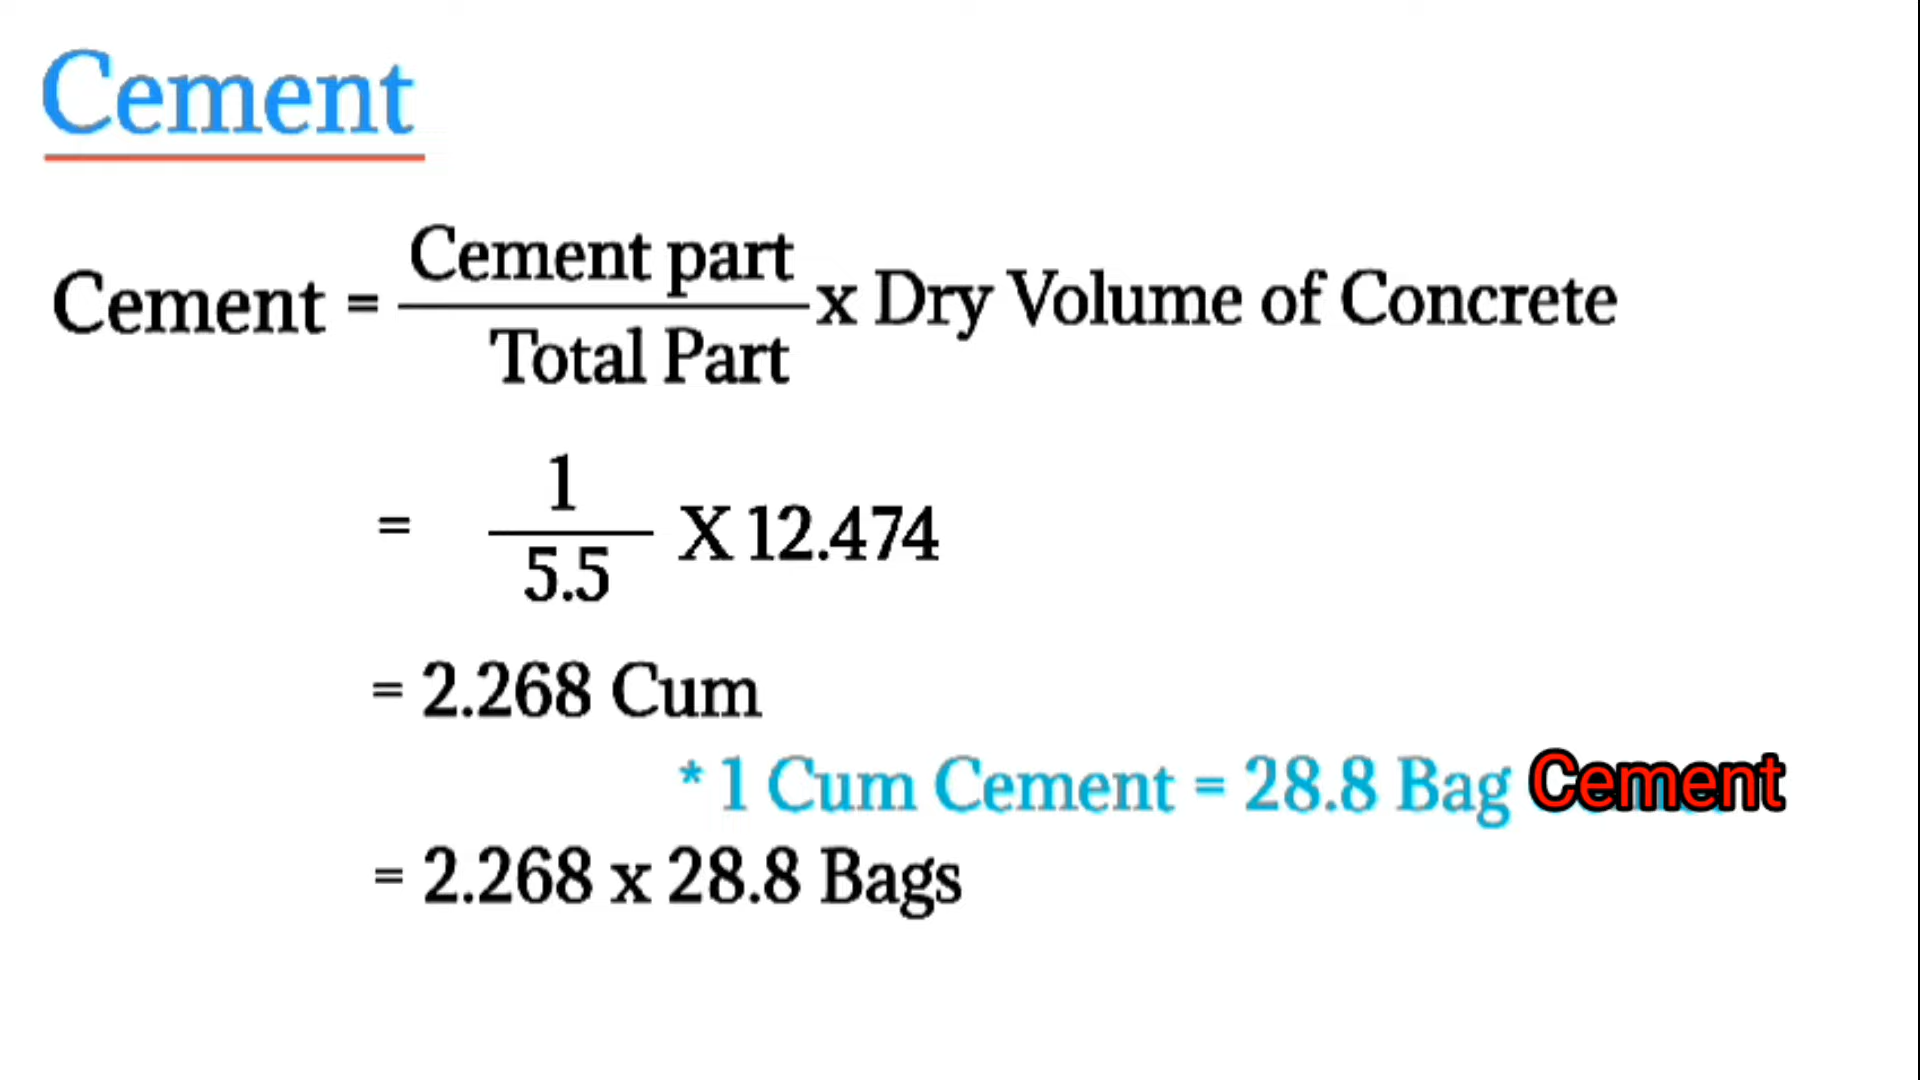 Cement
Cement = Cement part / Total Part x Dry Volume of Concrete
= 1 / 5.5 X 12.474
= 2.268 Cum
* 1 Cum Cement = 28.8 Bag Cement
= 2.268 x 28.8 Bags